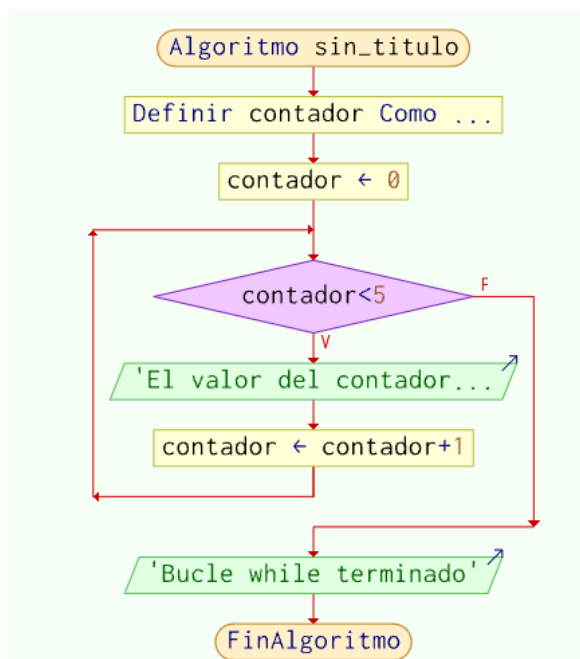 Algoritmo sin_titulo
Definir contador Como ...
contador ← 0
contador<5
F
V
'El valor del contador...
contador ← contador+1
'Bucle while terminado'
FinAlgoritmo